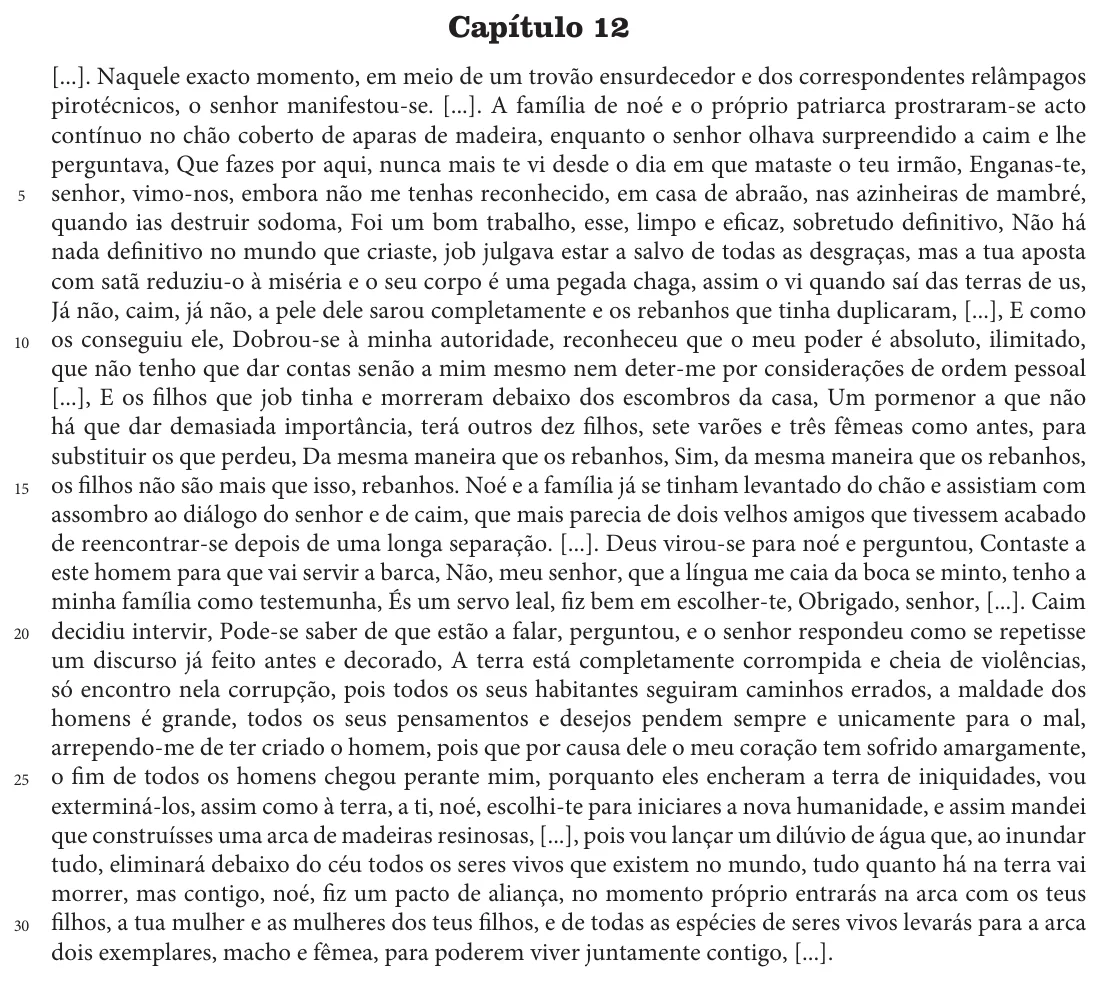 Capítulo 12
[...]. Naquele exacto momento, em meio de um trovão ensurdecedor e dos correspondentes relâmpagos
pirotécnicos, o senhor manifestou-se. [...]. A família de noé e o próprio patriarca prostraram-se acto
contínuo no chão coberto de aparas de madeira, enquanto o senhor olhava surpreendido a caim e lhe
perguntava, Que fazes por aqui, nunca mais te vi desde o dia em que mataste o teu irmão, Enganas-te,
5 senhor, vimo-nos, embora não me tenhas reconhecido, em casa de abraão, nas azinheiras de mambré,
quando ias destruir sodoma, Foi um bom trabalho, esse, limpo e eficaz, sobretudo definitivo, Não há
nada definitivo no mundo que criaste, job julgava estar a salvo de todas as desgraças, mas a tua aposta
com satã reduziu-o à miséria e o seu corpo é uma pegada chaga, assim o vi quando saí das terras de us,
Já não, caim, já não, a pele dele sarou completamente e os rebanhos que tinha duplicaram, [...], E como
10 os conseguiu ele, Dobrou-se à minha autoridade, reconheceu que o meu poder é absoluto, ilimitado,
que não tenho que dar contas senão a mim mesmo nem deter-me por considerações de ordem pessoal
[...], E os filhos que job tinha e morreram debaixo dos escombros da casa, Um pormenor a que não
há que dar demasiada importância, terá outros dez filhos, sete varões e três fêmeas como antes, para
substituir os que perdeu, Da mesma maneira que os rebanhos, Sim, da mesma maneira que os rebanhos,
15 os filhos não são mais que isso, rebanhos. Noé e a família já se tinham levantado do chão e assistiam com
assombro ao diálogo do senhor e de caim, que mais parecia de dois velhos amigos que tivessem acabado
de reencontrar-se depois de uma longa separação. [...]. Deus virou-se para noé e perguntou, Contaste a
este homem para que vai servir a barca, Não, meu senhor, que a língua me caia da boca se minto, tenho a
minha família como testemunha, És um servo leal, fiz bem em escolher-te, Obrigado, senhor, [...]. Caim
20 decidiu intervir, Pode-se saber de que estão a falar, perguntou, e o senhor respondeu como se repetisse
um discurso já feito antes e decorado, A terra está completamente corrompida e cheia de violências,
só encontro nela corrupção, pois todos os seus habitantes seguiram caminhos errados, a maldade dos
homens é grande, todos os seus pensamentos e desejos pendem sempre e unicamente para o mal,
arrependo-me de ter criado o homem, pois que por causa dele o meu coração tem sofrido amargamente,
25 o fim de todos os homens chegou perante mim, porquanto eles encheram a terra de iniquidades, vou
exterminá-los, assim como à terra, a ti, noé, escolhi-te para iniciares a nova humanidade, e assim mandei
que construísses uma arca de madeiras resinosas, [...], pois vou lançar um dilúvio de água que, ao inundar
tudo, eliminará debaixo do céu todos os seres vivos que existem no mundo, tudo quanto há na terra vai
morrer, mas contigo, noé, fiz um pacto de aliança, no momento próprio entrarás na arca com os teus
30 filhos, a tua mulher e as mulheres dos teus filhos, e de todas as espécies de seres vivos levarás para a arca
dois exemplares, macho e fêmea, para poderem viver juntamente contigo, [...].